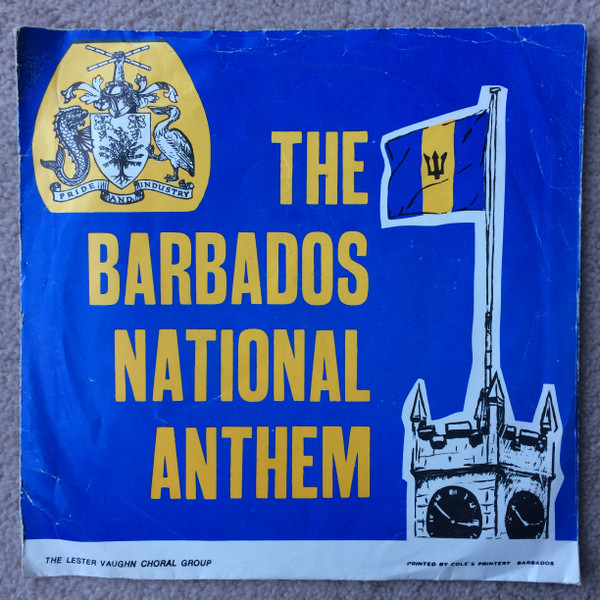 PRIDE AND INDUSTRY
THE
BARBADOS
NATIONAL
ANTHEM
THE LESTER VAUGHN CHORAL GROUP
PRINTED BY COLE'S PRINTERY BARBADOS